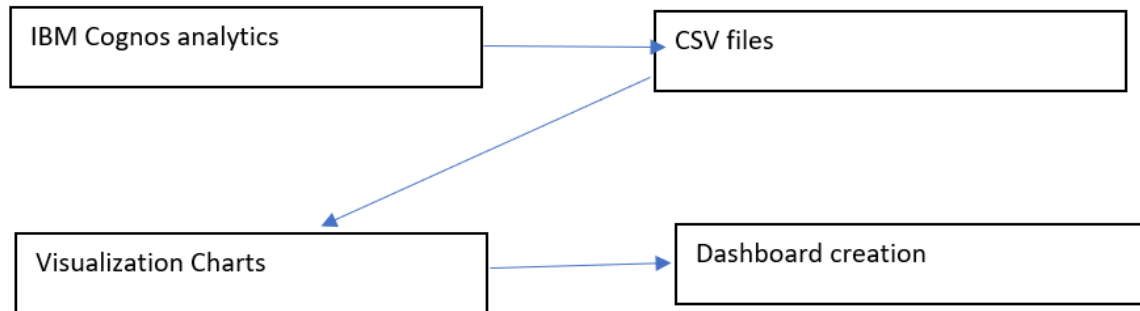 IBM Cognos analytics
CSV files
Visualization Charts
Dashboard creation